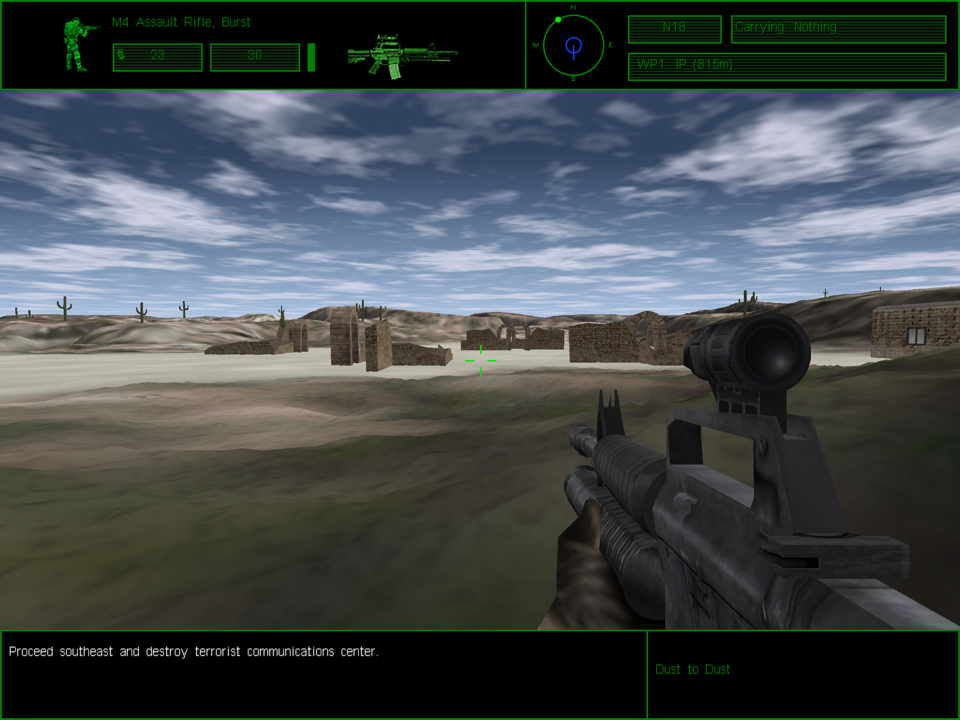 M4 Assault Rifle, Burst
23 30
N
W E
S
N18
Carrying: Nothing
WP1: IP (815m)
Proceed southeast and destroy terrorist communications center.
Dust to Dust